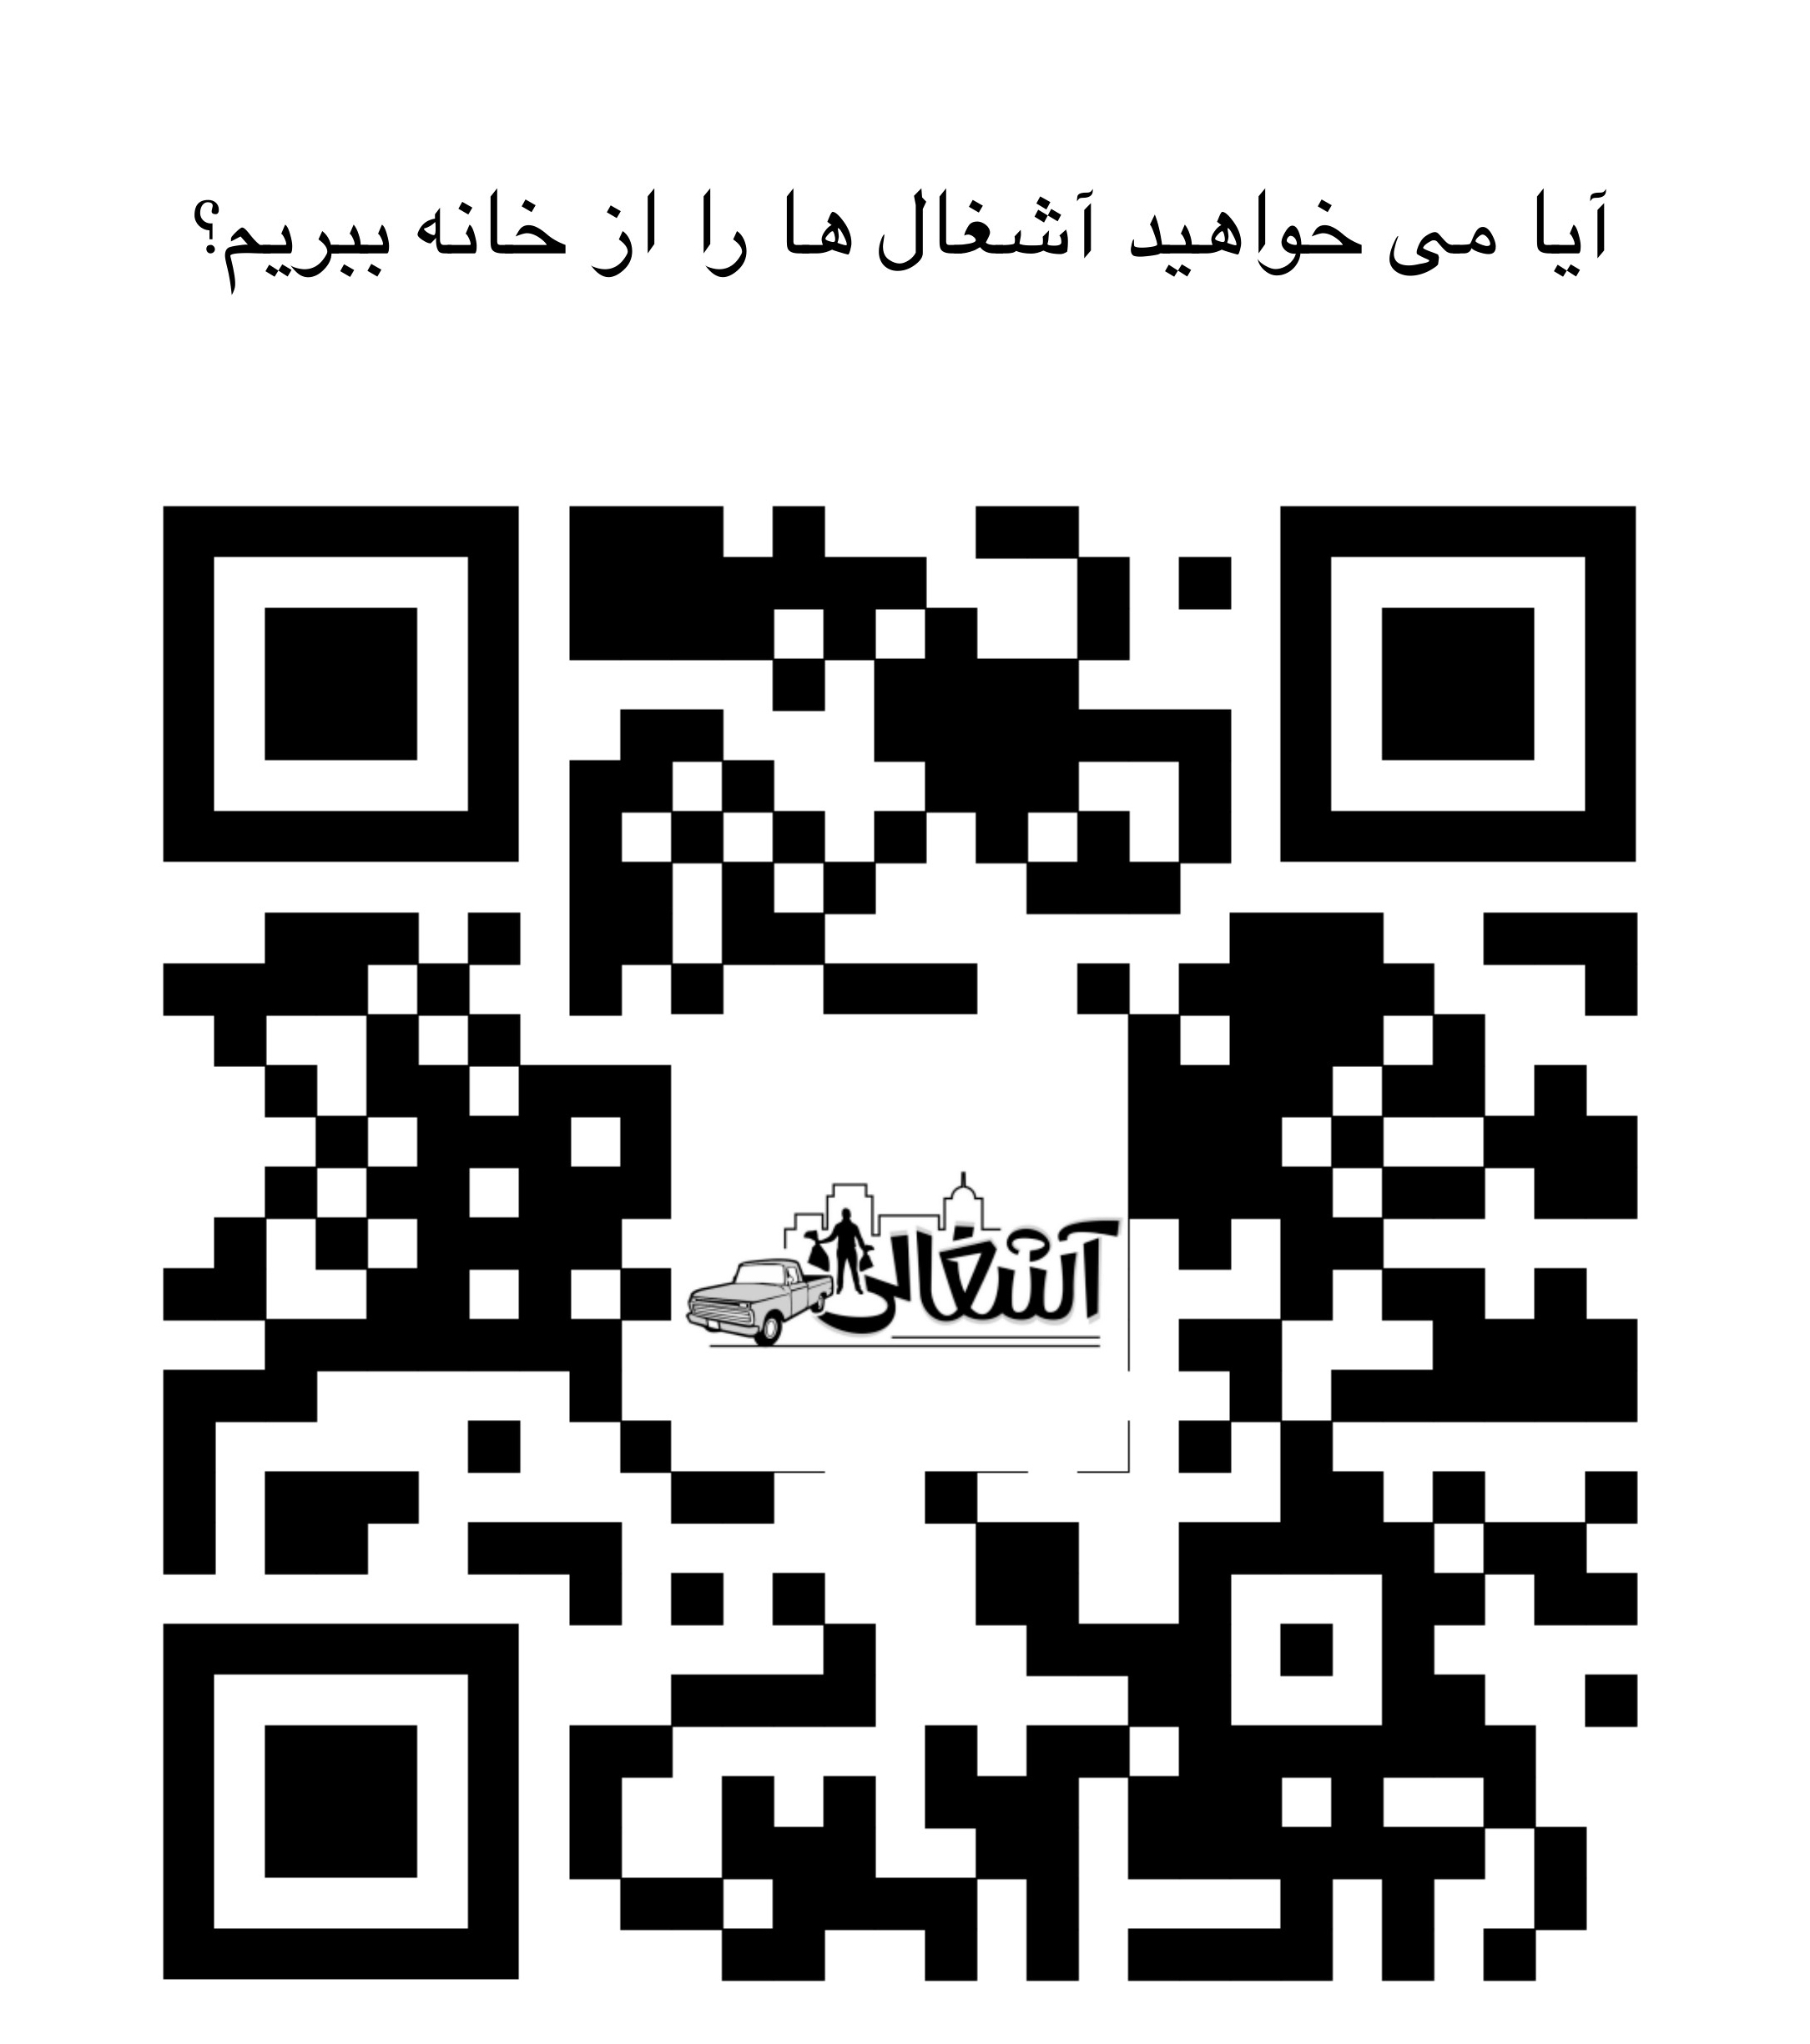 آیا می خواهید آشغال ها را از خانه ببریم؟
آشغالی